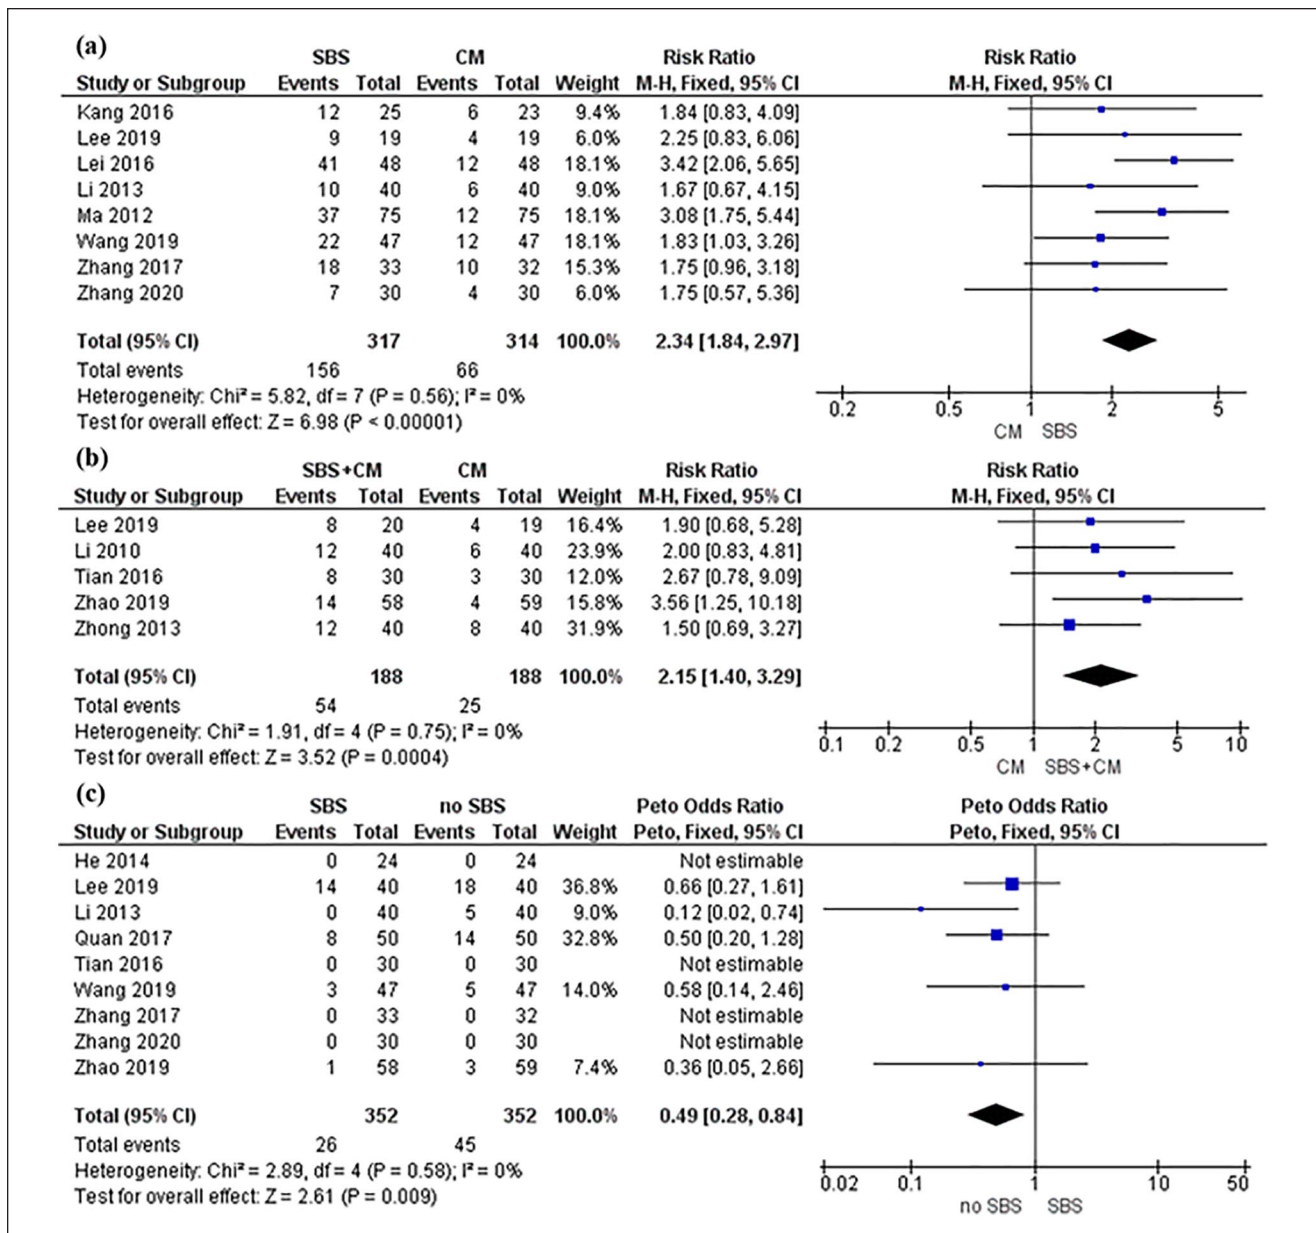 (a)
SBS CM Risk Ratio Risk Ratio
Study or Subgroup Events Total Events Total Weight M-H, Fixed, 95% CI M-H, Fixed, 95% CI
Kang 2016 12 25 6 23 9.4% 1.84 [0.83, 4.09]
Lee 2019 9 19 4 19 6.0% 2.25 [0.83, 6.06]
Lei 2016 41 48 12 48 18.1% 3.42 [2.06, 5.65]
Li 2013 10 40 6 40 9.0% 1.67 [0.67, 4.15]
Ma 2012 37 75 12 75 18.1% 3.08 [1.75, 5.44]
Wang 2019 22 47 12 47 18.1% 1.83 [1.03, 3.26]
Zhang 2017 18 33 10 32 15.3% 1.75 [0.96, 3.18]
Zhang 2020 7 30 4 30 6.0% 1.75 [0.57, 5.36]
Total (95% CI) 317 314 100.0% 2.34 [1.84, 2.97]
Total events 156 66
Heterogeneity: Chi² = 5.82, df = 7 (P = 0.56); I² = 0%
Test for overall effect: Z = 6.98 (P < 0.00001)
0.2 0.5 1 2 5
CM SBS
(b)
SBS+CM CM Risk Ratio Risk Ratio
Study or Subgroup Events Total Events Total Weight M-H, Fixed, 95% CI M-H, Fixed, 95% CI
Lee 2019 8 20 4 19 16.4% 1.90 [0.68, 5.28]
Li 2010 12 40 6 40 23.9% 2.00 [0.83, 4.81]
Tian 2016 8 30 3 30 12.0% 2.67 [0.78, 9.09]
Zhao 2019 14 58 4 59 15.8% 3.56 [1.25, 10.18]
Zhong 2013 12 40 8 40 31.9% 1.50 [0.69, 3.27]
Total (95% CI) 188 188 100.0% 2.15 [1.40, 3.29]
Total events 54 25
Heterogeneity: Chi² = 1.91, df = 4 (P = 0.75); I² = 0%
Test for overall effect: Z = 3.52 (P = 0.0004)
0.1 0.2 0.5 1 2 5 10
CM SBS+CM
(c)
SBS no SBS Peto Odds Ratio Peto Odds Ratio
Study or Subgroup Events Total Events Total Weight Peto, Fixed, 95% CI Peto, Fixed, 95% CI
He 2014 0 24 0 24 Not estimable
Lee 2019 14 40 18 40 36.8% 0.66 [0.27, 1.61]
Li 2013 0 40 5 40 9.0% 0.12 [0.02, 0.74]
Quan 2017 8 50 14 50 32.8% 0.50 [0.20, 1.28]
Tian 2016 0 30 0 30 Not estimable
Wang 2019 3 47 5 47 14.0% 0.58 [0.14, 2.46]
Zhang 2017 0 33 0 32 Not estimable
Zhang 2020 0 30 0 30 Not estimable
Zhao 2019 1 58 3 59 7.4% 0.36 [0.05, 2.66]
Total (95% CI) 352 352 100.0% 0.49 [0.28, 0.84]
Total events 26 45
Heterogeneity: Chi² = 2.89, df = 4 (P = 0.58); I² = 0%
Test for overall effect: Z = 2.61 (P = 0.009)
0.02 0.1 1 10 50
no SBS SBS